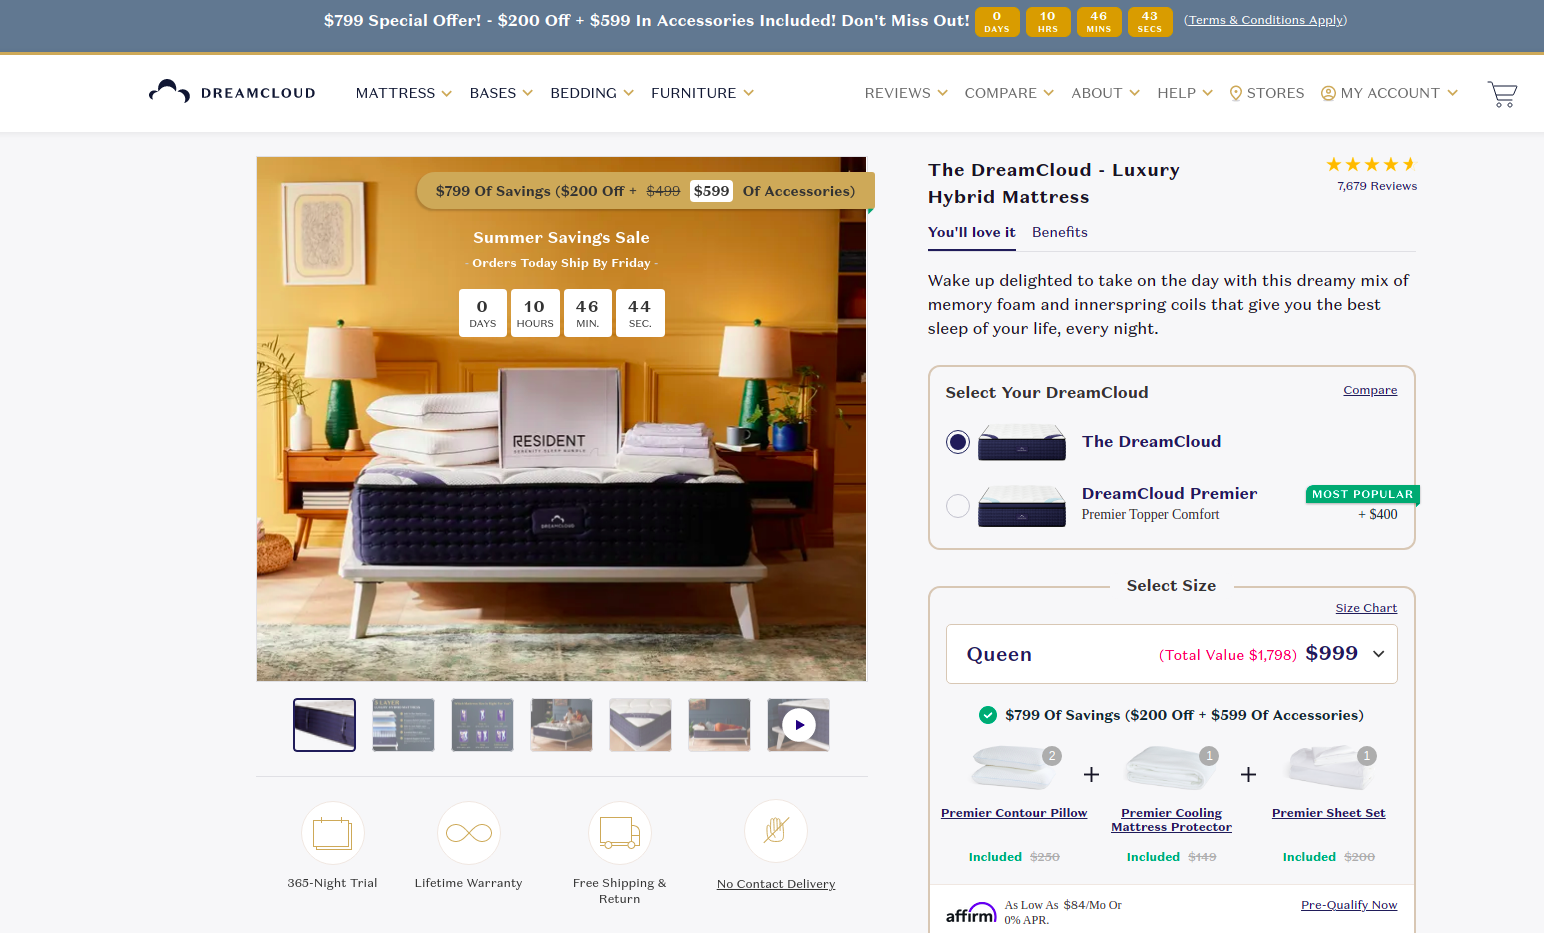 $799 Special Offer! - $200 Off + $599 In Accessories Included! Don't Miss Out! 0 DAYS 10 HRS 46 MINS 43 SECS (Terms & Conditions Apply)
DREAMCLOUD MATTRESS BASES BEDDING FURNITURE REVIEWS COMPARE ABOUT HELP STORES MY ACCOUNT
$799 Of Savings ($200 Off + $499 $599 Of Accessories)
Summer Savings Sale
- Orders Today Ship By Friday -
0 10 46 44
DAYS HOURS MIN. SEC.
RESIDENT
SERENITY SLEEP BUNDLE
DREAMCLOUD
365-Night Trial
Lifetime Warranty
Free Shipping &
Return
No Contact Delivery
The DreamCloud - Luxury
Hybrid Mattress
7,679 Reviews
You'll love it Benefits
Wake up delighted to take on the day with this dreamy mix of
memory foam and innerspring coils that give you the best
sleep of your life, every night.
Select Your DreamCloud Compare
The DreamCloud
DreamCloud Premier MOST POPULAR
Premier Topper Comfort + $400
Select Size
Size Chart
Queen (Total Value $1,798) $999
$799 Of Savings ($200 Off + $599 Of Accessories)
2 + 1 + 1
Premier Contour Pillow
Included $250
Premier Cooling
Mattress Protector
Included $149
Premier Sheet Set
Included $200
affirm As Low As $84/Mo Or Pre-Qualify Now
0% APR.